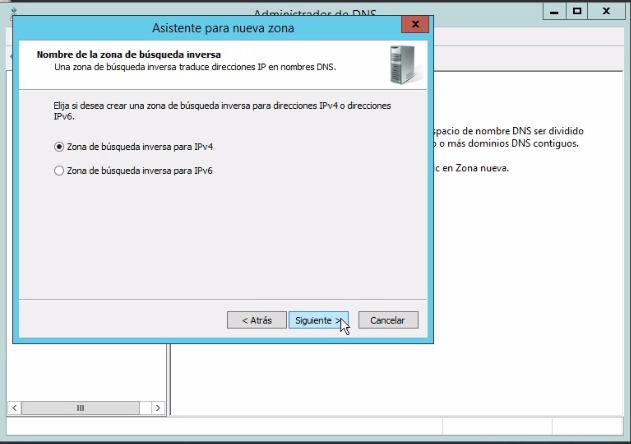 Administrador de DNS
Asistente para nueva zona
Nombre de la zona de búsqueda inversa
Una zona de búsqueda inversa traduce direcciones IP en nombres DNS.
Elija si desea crear una zona de búsqueda inversa para direcciones IPv4 o direcciones
IPv6.
Zona de búsqueda inversa para IPv4
Zona de búsqueda inversa para IPv6
spacio de nombre DNS ser dividido
o más dominios DNS contiguos.
ic en Zona nueva.
< Atrás
Siguiente >
Cancelar